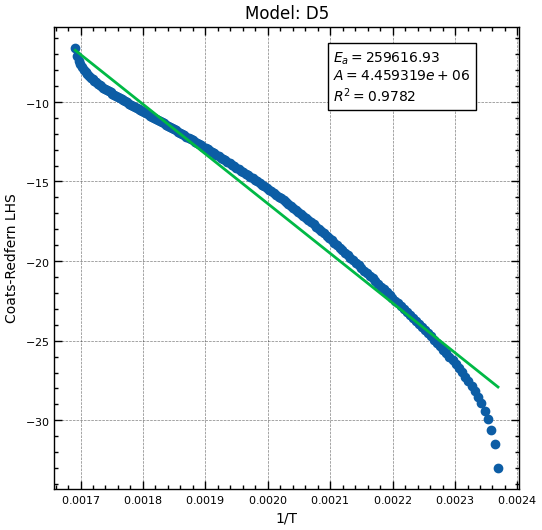 Model: D5
E_a = 259616.93
A = 4.459319e + 06
R² = 0.9782
Coats-Redfern LHS
−10
−15
−20
−25
−30
0.0017 0.0018 0.0019 0.0020 0.0021 0.0022 0.0023 0.0024
1/T